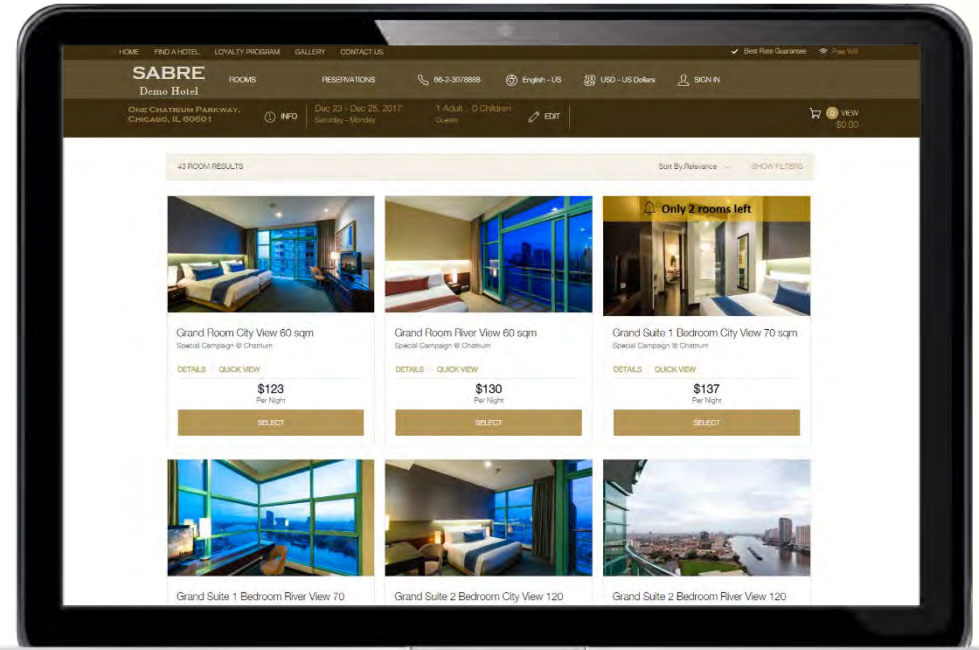 HOME FIND A HOTEL LOYALTY PROGRAM GALLERY CONTACT US
Best Rate Guarantee Free Wifi
SABRE
Demo Hotel
ROOMS RESERVATIONS 66-2-3078888 English - US USD - US Dollars SIGN IN
ONE CHATRIUM PARKWAY,
CHICAGO, IL 60601
INFO
Dec 23 - Dec 25, 2017
Saturday - Monday
1 Adult , 0 Children
Guests
EDIT
0 VIEW
$0.00
43 ROOM RESULTS
Sort By:Relevance
SHOW FILTERS
Only 2 rooms left
Grand Room City View 60 sqm
Special Campaign @ Chatrium
DETAILS QUICK VIEW
$123
Per Night
SELECT
Grand Room River View 60 sqm
Special Campaign @ Chatrium
DETAILS QUICK VIEW
$130
Per Night
SELECT
Grand Suite 1 Bedroom City View 70 sqm
Special Campaign @ Chatrium
DETAILS QUICK VIEW
$137
Per Night
SELECT
Grand Suite 1 Bedroom River View 70
Grand Suite 2 Bedroom City View 120
Grand Suite 2 Bedroom River View 120